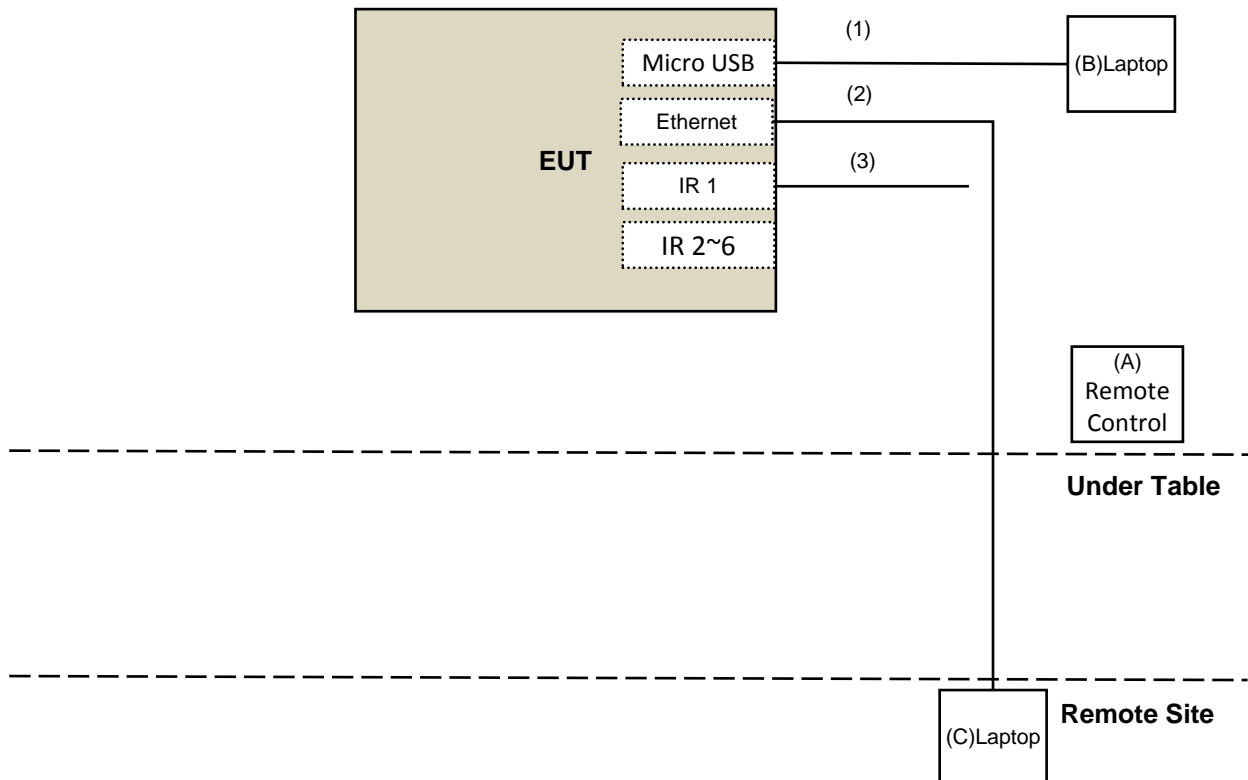 (1)
Micro USB
(B)Laptop
(2)
Ethernet
EUT
(3)
IR 1
IR 2~6
(A)
Remote
Control
Under Table
Remote Site
(C)Laptop